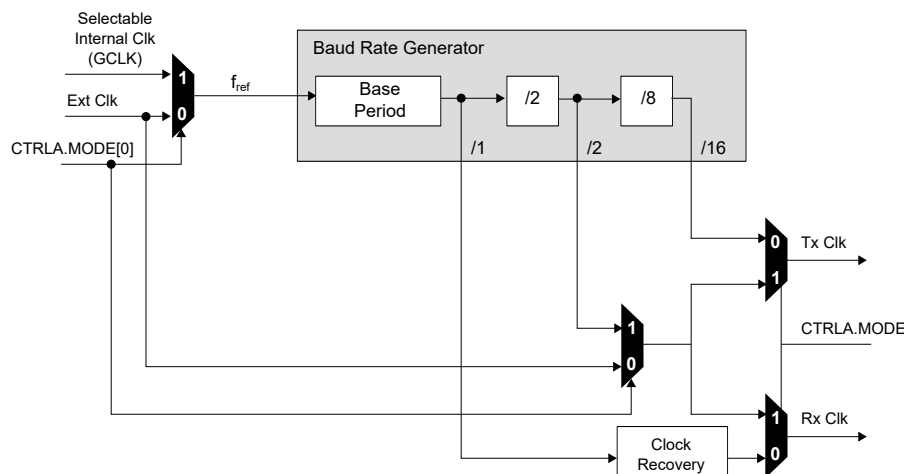 Selectable
Internal Clk
(GCLK)
Baud Rate Generator
1
f_ref
Base
Period
/2
/8
Ext Clk
0
CTRLA.MODE[0]
/1
/2
/16
0
Tx Clk
1
1
CTRLA.MODE
0
1
Rx Clk
Clock
Recovery
0